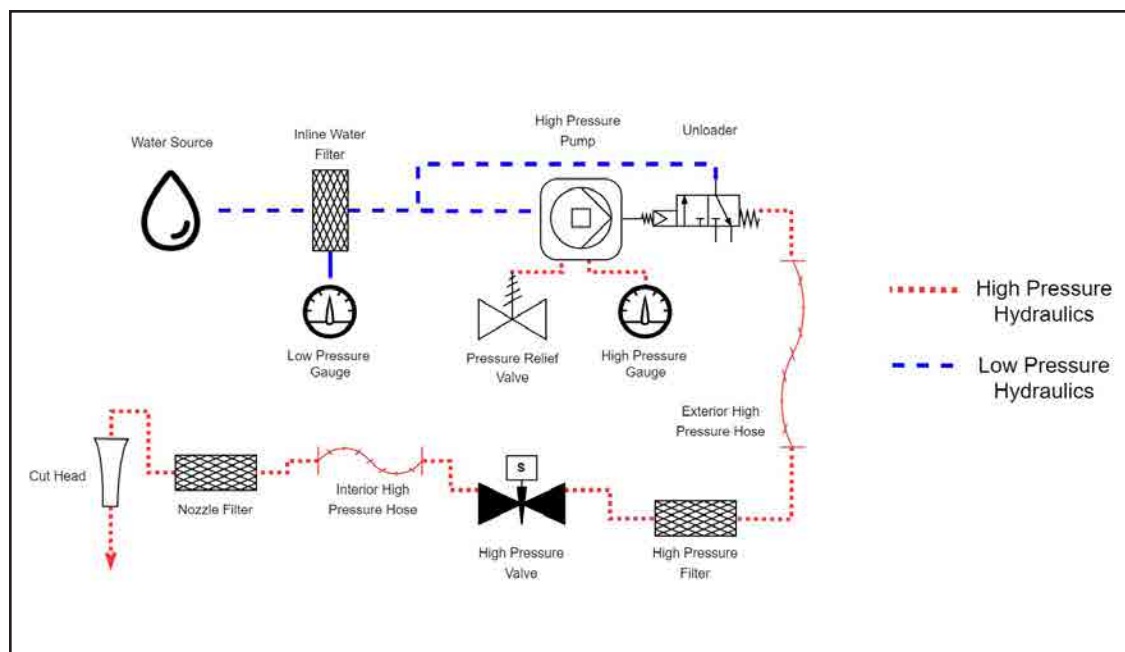 High Pressure
Pump
Unloader
Inline Water
Filter
Water Source
Low Pressure
Gauge
Pressure Relief
Valve
High Pressure
Gauge
High Pressure
Hydraulics
Low Pressure
Hydraulics
Exterior High
Pressure Hose
Cut Head
Nozzle Filter
Interior High
Pressure Hose
S
High Pressure
Valve
High Pressure
Filter